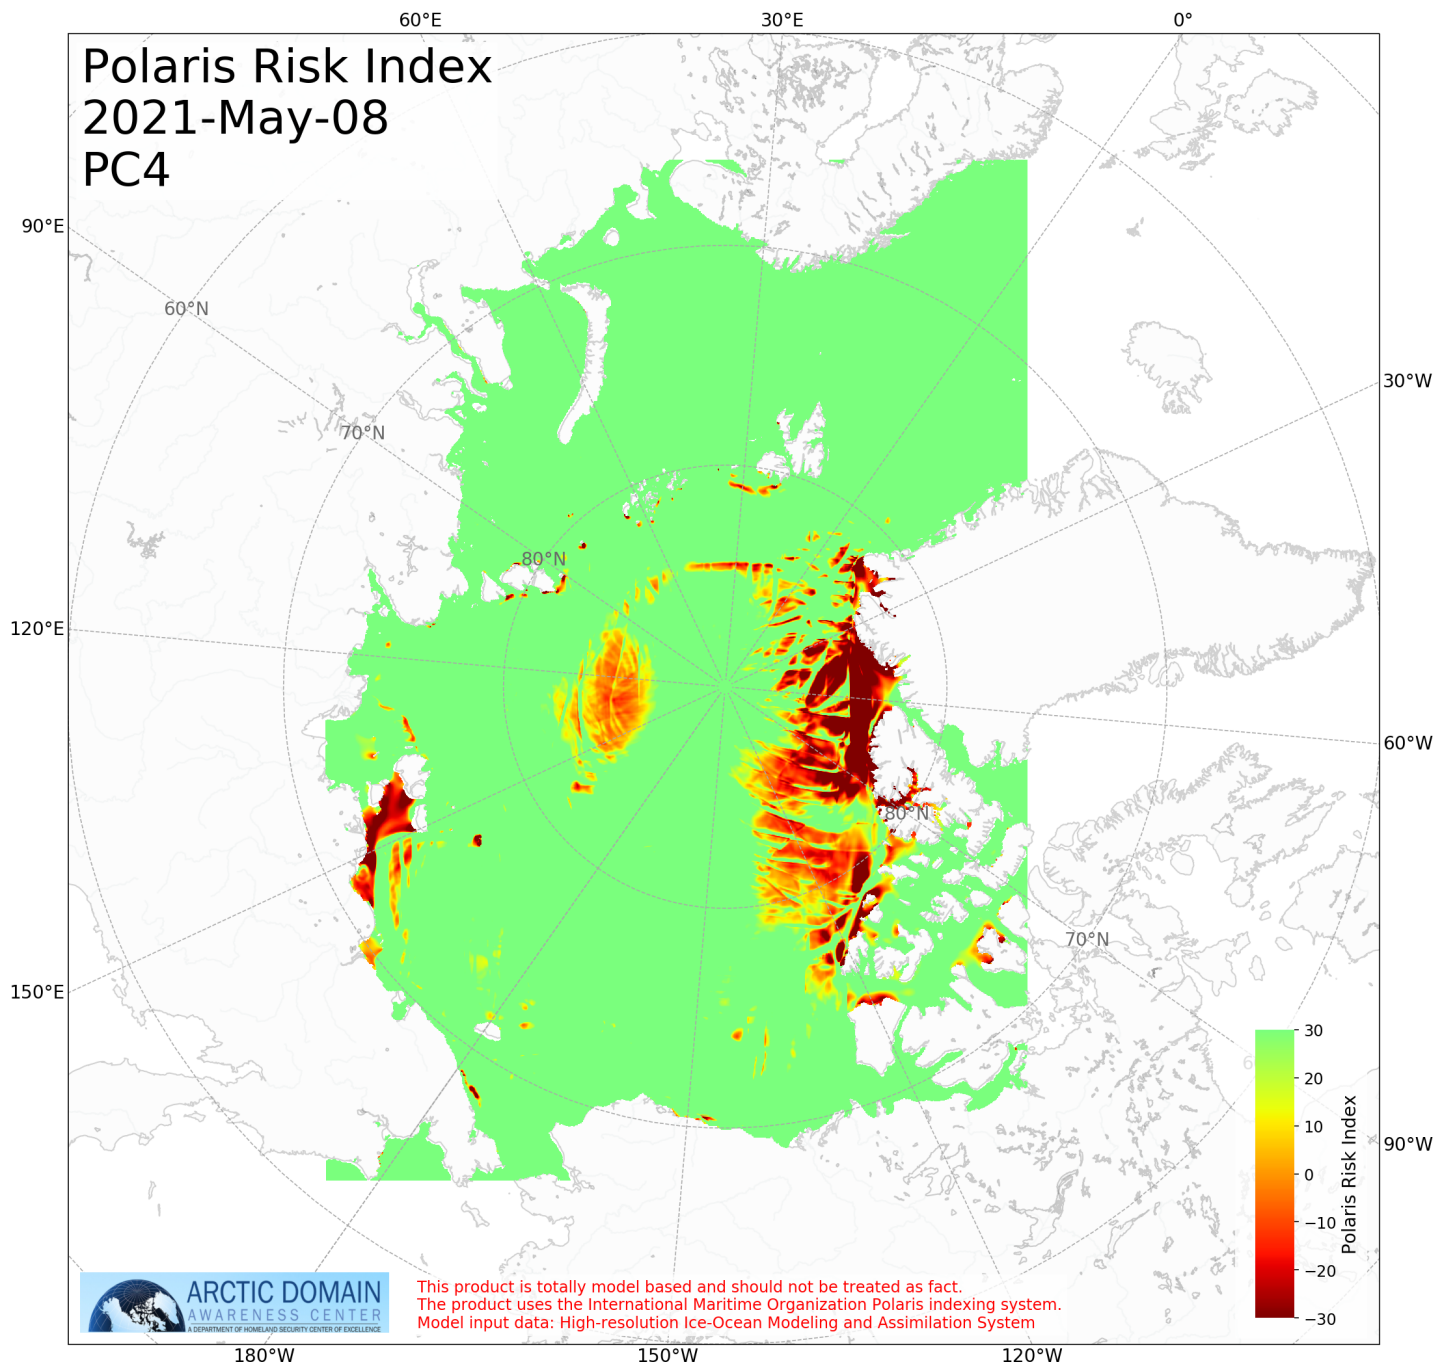 60°E 30°E 0°
Polaris Risk Index
2021-May-08
PC4
90°E
60°N
30°W
70°N
80°N
120°E
60°W
80°N
70°N
150°E
30
20
10
0
−10
−20
−30
Polaris Risk Index
90°W
ARCTIC DOMAIN
AWARENESS CENTER
A DEPARTMENT OF HOMELAND SECURITY CENTER OF EXCELLENCE
This product is totally model based and should not be treated as fact.
The product uses the International Maritime Organization Polaris indexing system.
Model input data: High-resolution Ice-Ocean Modeling and Assimilation System
180°W 150°W 120°W